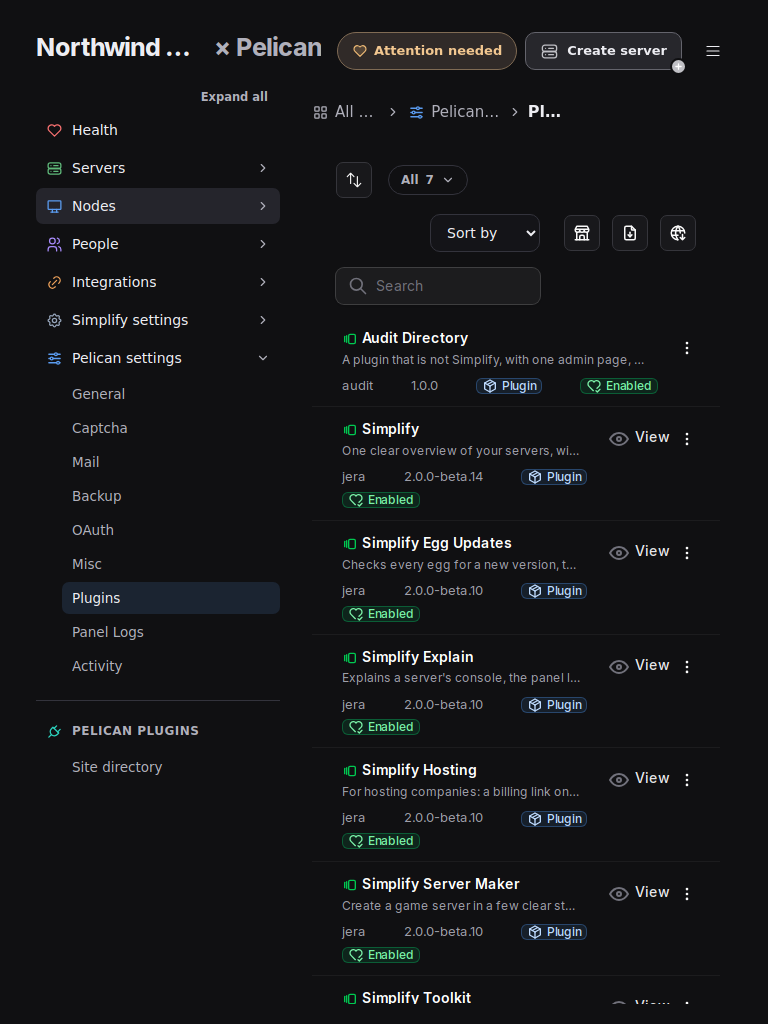 Northwind ... × Pelican
Attention needed
Create server
Expand all
Health
Servers
Nodes
People
Integrations
Simplify settings
Pelican settings
General
Captcha
Mail
Backup
OAuth
Misc
Plugins
Panel Logs
Activity
PELICAN PLUGINS
Site directory
All ... > Pelican... > Pl...
All 7
Sort by
Search
Audit Directory
A plugin that is not Simplify, with one admin page, ...
audit 1.0.0 Plugin Enabled
Simplify
One clear overview of your servers, wi...
View
jera 2.0.0-beta.14 Plugin
Enabled
Simplify Egg Updates
Checks every egg for a new version, t...
View
jera 2.0.0-beta.10 Plugin
Enabled
Simplify Explain
Explains a server's console, the panel l...
View
jera 2.0.0-beta.10 Plugin
Enabled
Simplify Hosting
For hosting companies: a billing link on...
View
jera 2.0.0-beta.10 Plugin
Enabled
Simplify Server Maker
Create a game server in a few clear st...
View
jera 2.0.0-beta.10 Plugin
Enabled
Simplify Toolkit
View